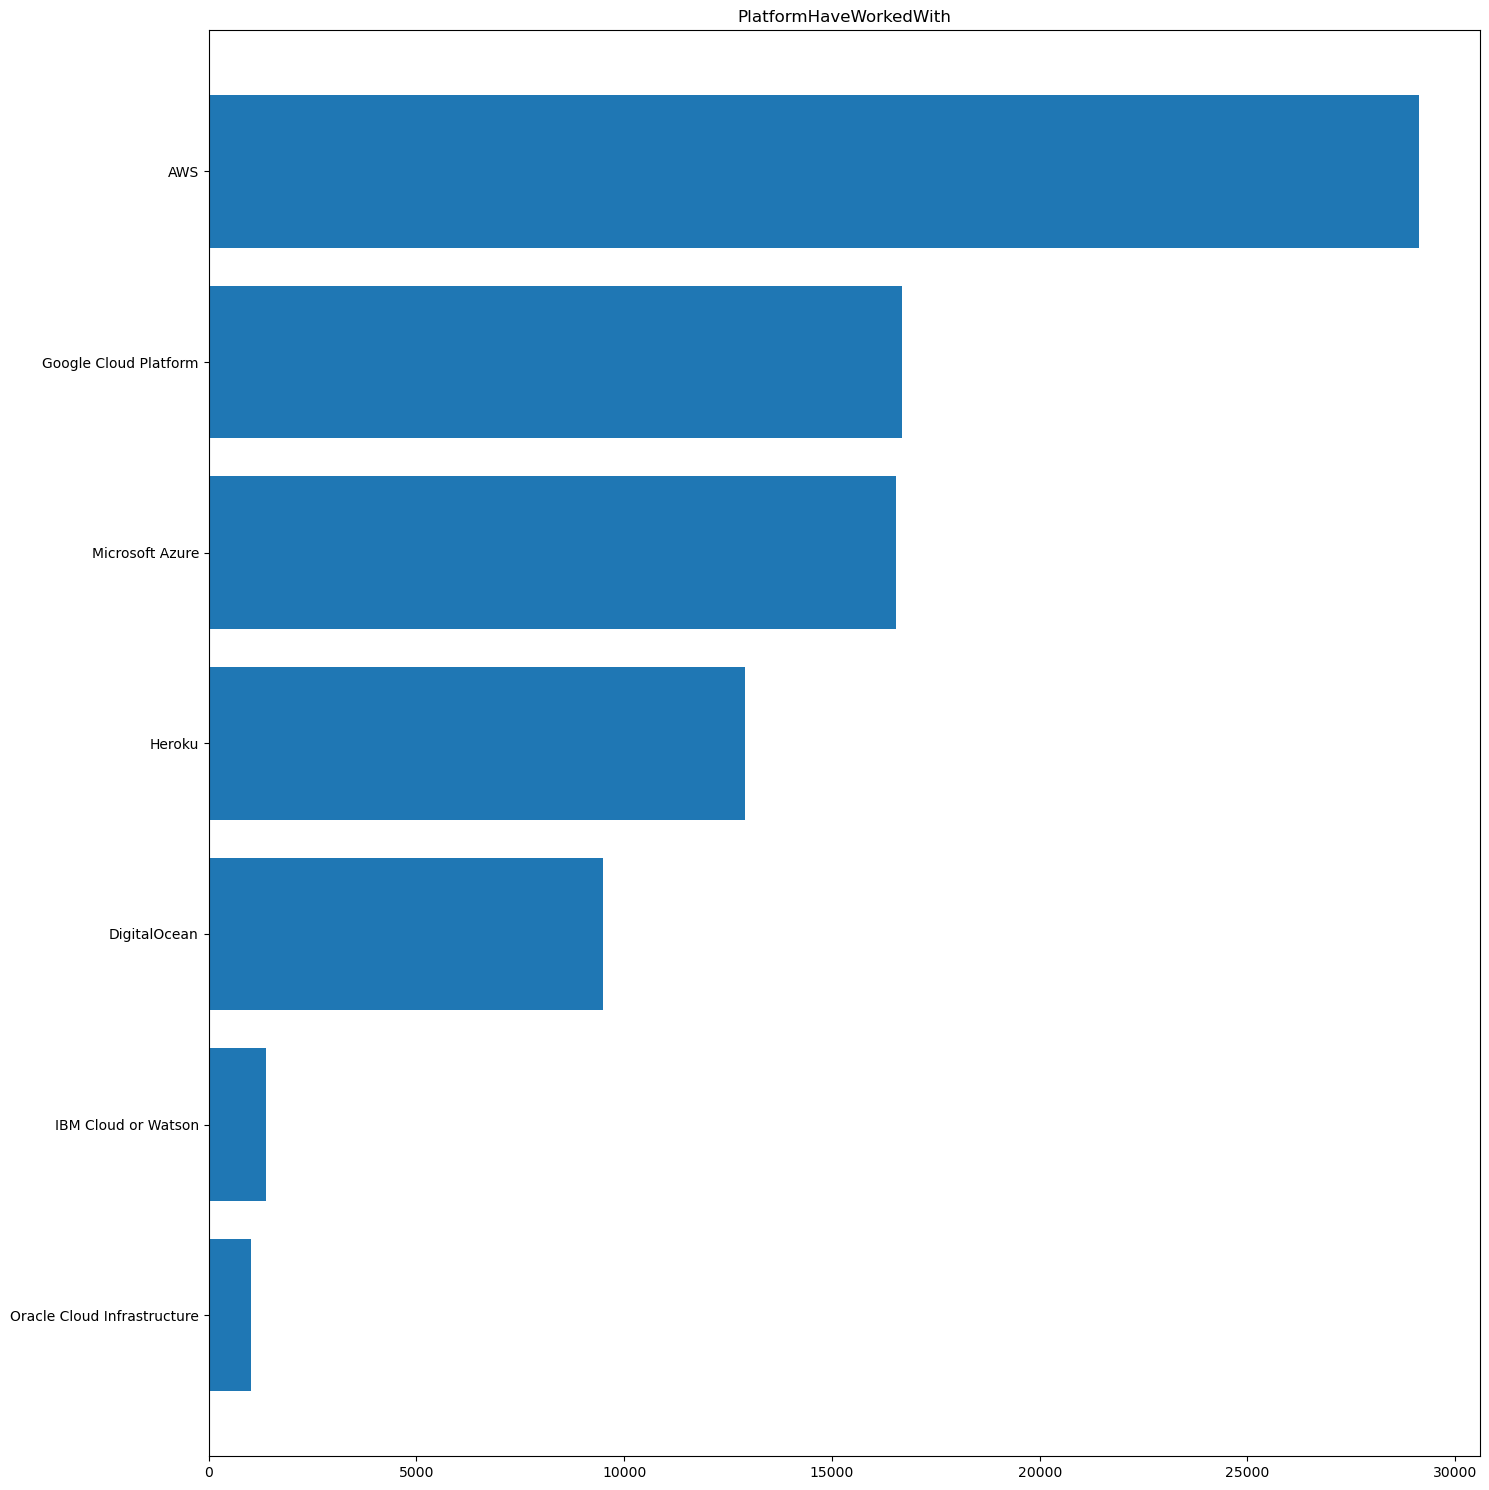 PlatformHaveWorkedWith
AWS
Google Cloud Platform
Microsoft Azure
Heroku
DigitalOcean
IBM Cloud or Watson
Oracle Cloud Infrastructure
0 5000 10000 15000 20000 25000 30000